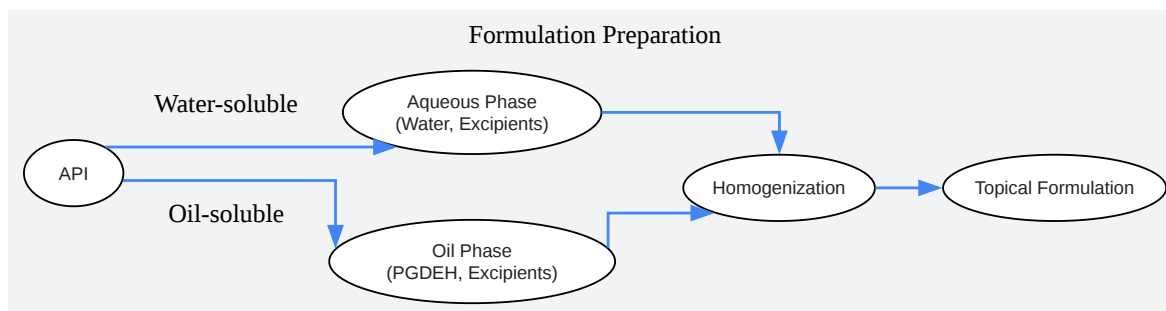 Formulation Preparation
Water-soluble
Aqueous Phase
(Water, Excipients)
API
Homogenization
Topical Formulation
Oil-soluble
Oil Phase
(PGDEH, Excipients)